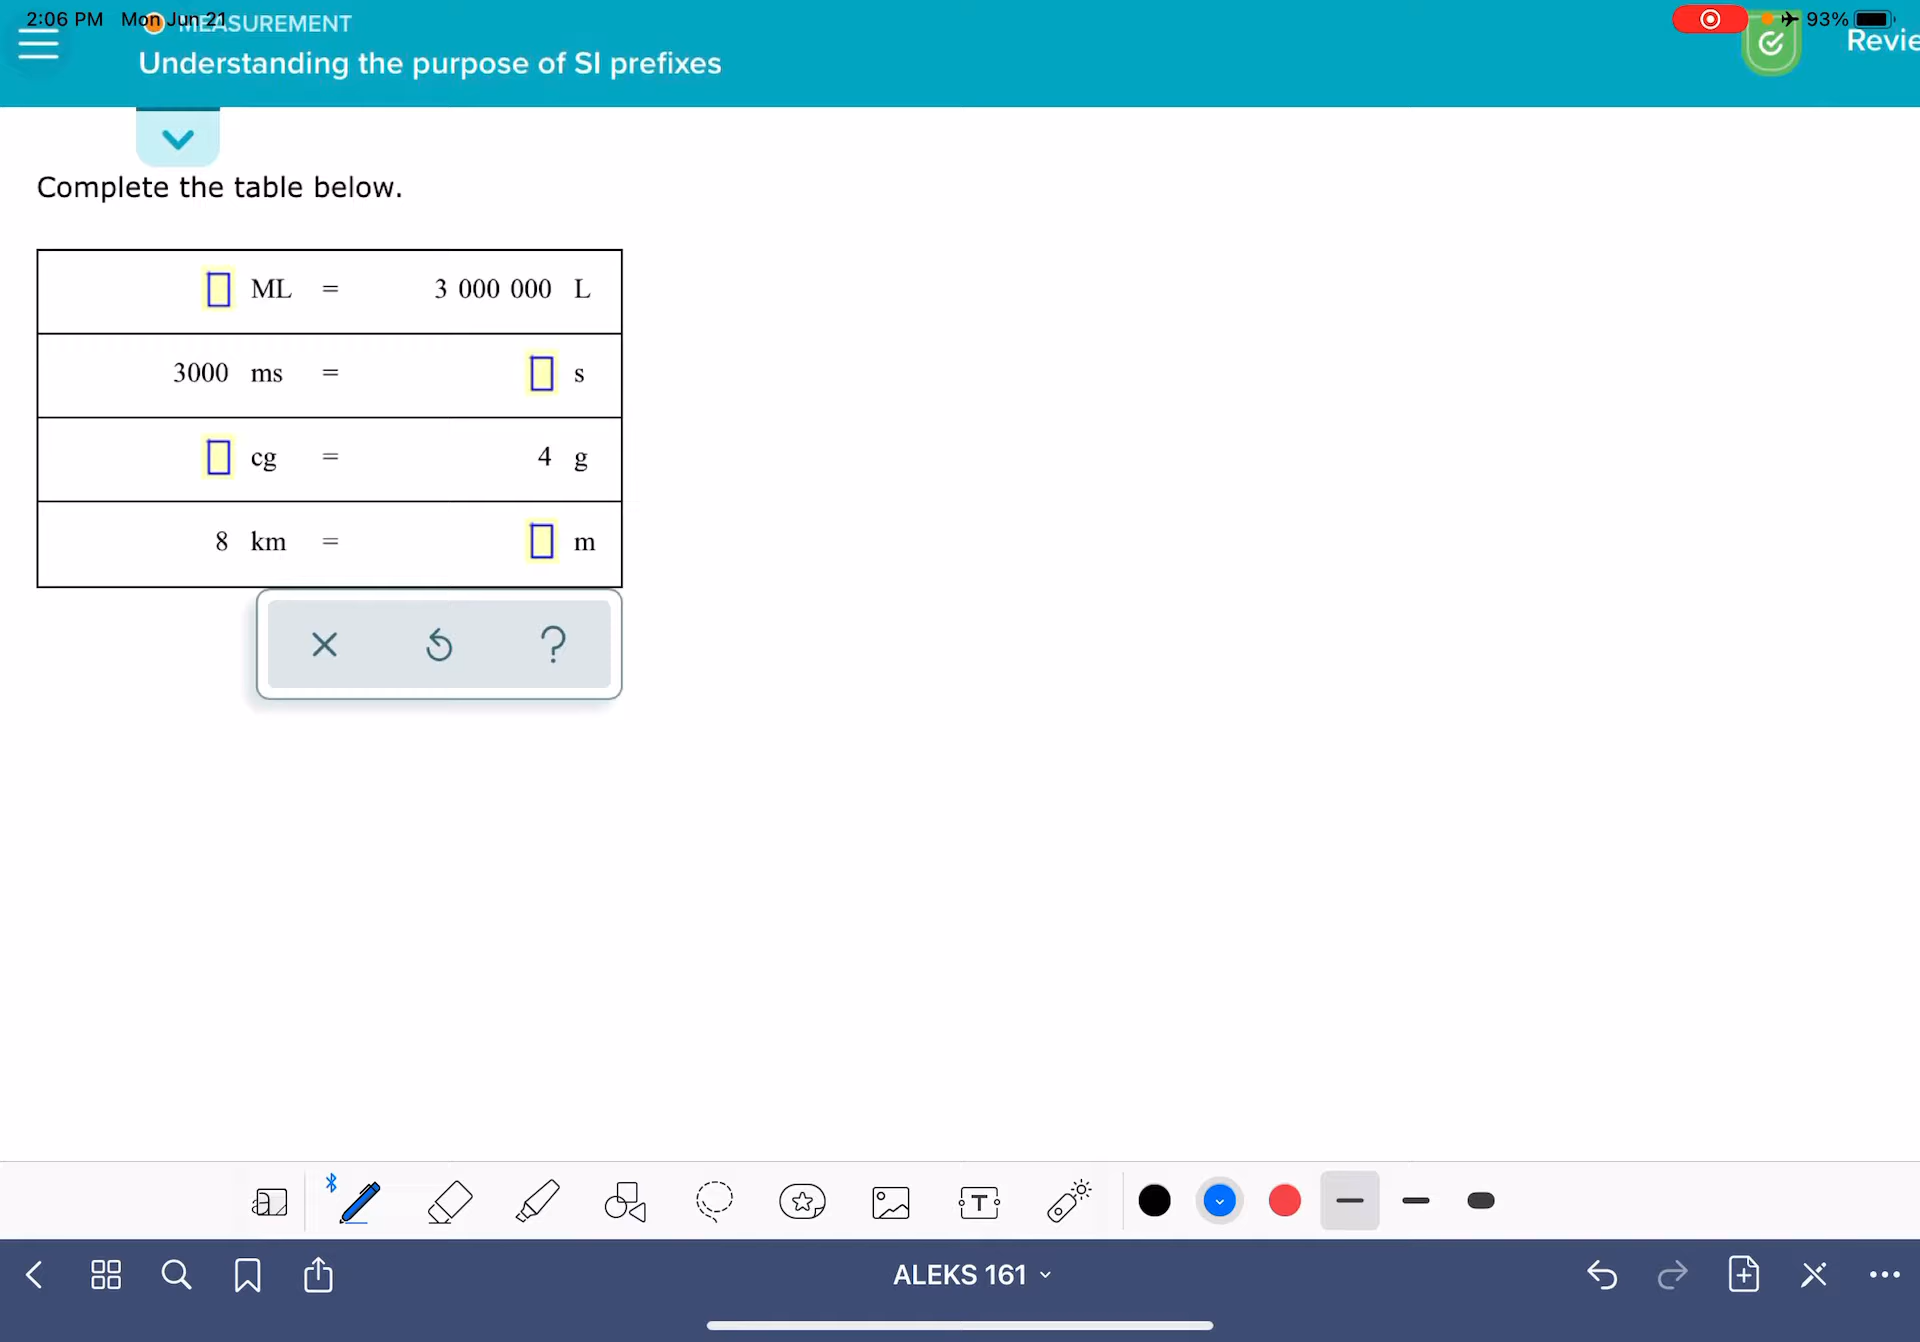 2:06 PM Mon Jun 21
MEASUREMENT
93%
Understanding the purpose of SI prefixes
Revie
Complete the table below.
ML = 3 000 000 L
3000 ms = s
cg = 4 g
8 km = m
?
ALEKS 161